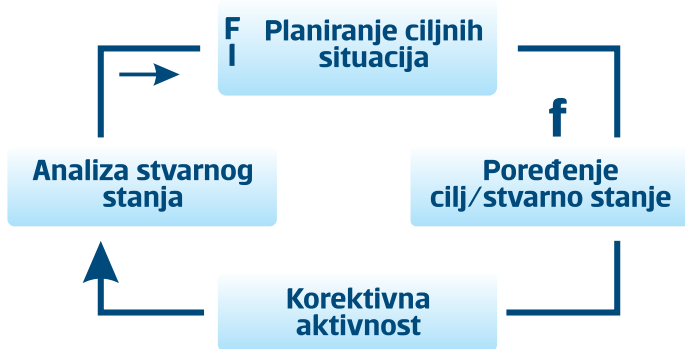 F
I
Planiranje ciljnih
situacija
f
Analiza stvarnog
stanja
Poređenje
cilj/stvarno stanje
Korektivna
aktivnost